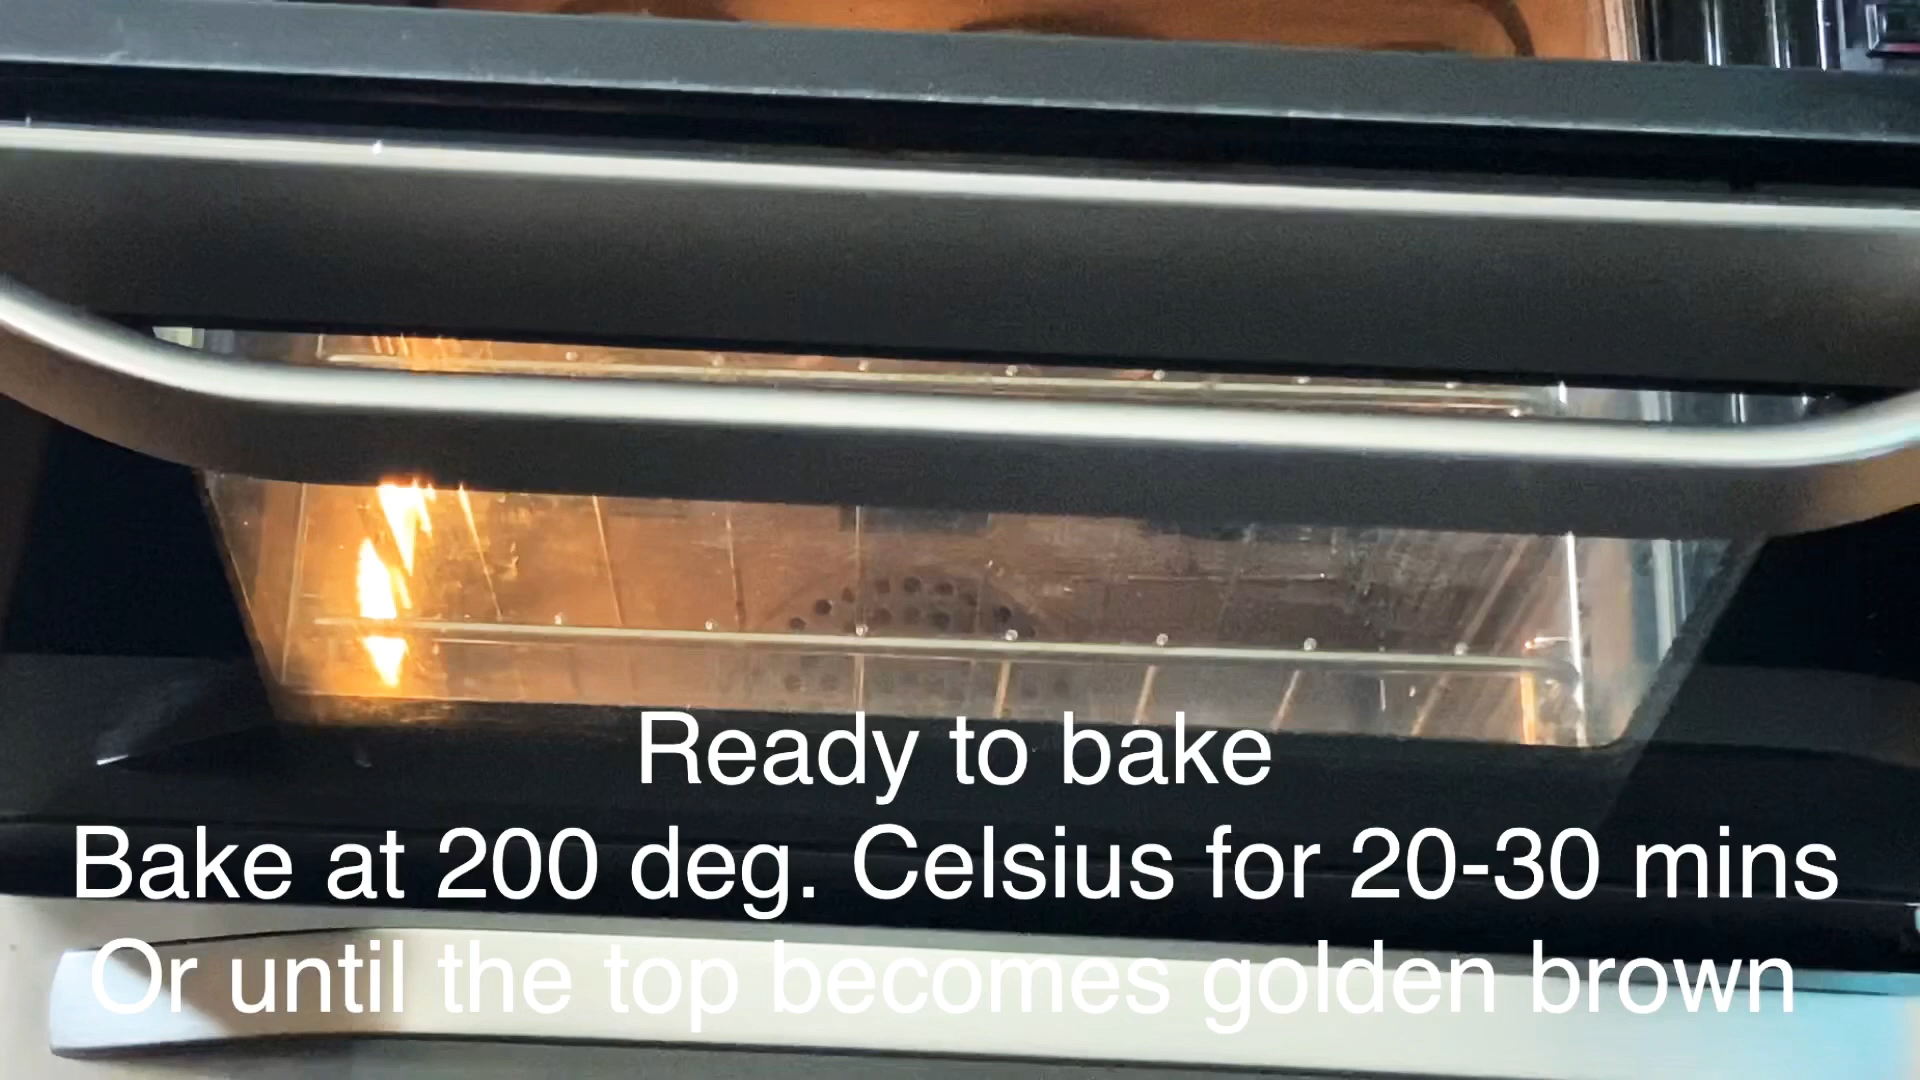 Ready to bake
Bake at 200 deg. Celsius for 20-30 mins
Or until the top becomes golden brown